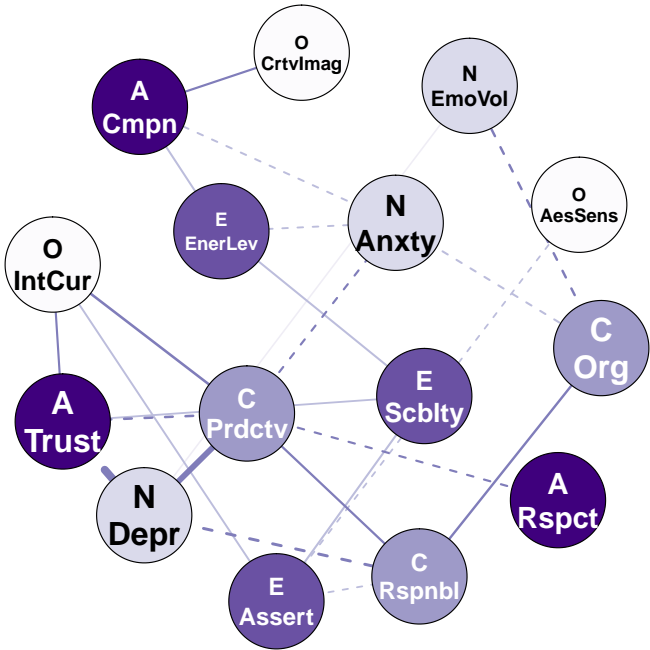 O
CrtvImag
N
EmoVol
A
Cmpn
O
AesSens
N
Anxty
E
EnerLev
O
IntCur
C
Org
E
Scblty
C
Prdctv
A
Trust
A
Rspct
N
Depr
C
Rspnbl
E
Assert